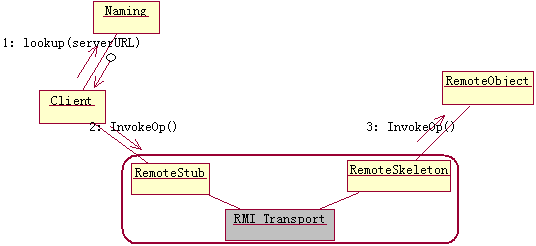 Naming
1: lookup(serverURL)
RemoteObject
Client
2: InvokeOp()
3: InvokeOp()
RemoteStub
RemoteSkeleton
RMI Transport